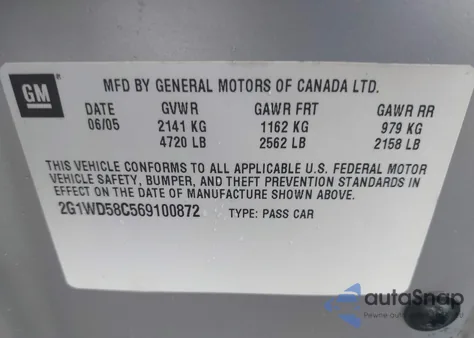 GM
MFD BY GENERAL MOTORS OF CANADA LTD.
DATE GVWR GAWR FRT GAWR RR
06/05 2141 KG 1162 KG 979 KG
4720 LB 2562 LB 2158 LB
THIS VEHICLE CONFORMS TO ALL APPLICABLE U.S. FEDERAL MOTOR
VEHICLE SAFETY, BUMPER, AND THEFT PREVENTION STANDARDS IN
EFFECT ON THE DATE OF MANUFACTURE SHOWN ABOVE.
2G1WD58C569100872 TYPE: PASS CAR
autoSnap